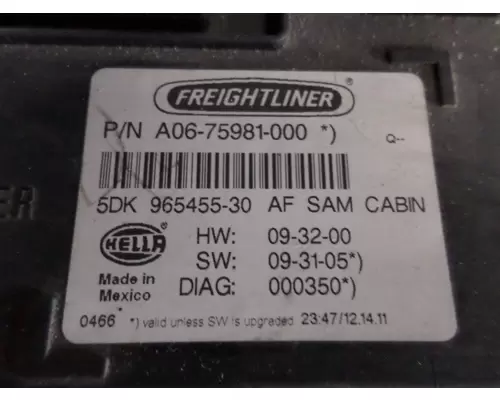 FREIGHTLINER ®
P/N A06-75981-000 *)
Q--
5DK 965455-30 AF SAM CABIN
HELLA ®
HW: 09-32-00
SW: 09-31-05*)
Made in
Mexico
DIAG: 000350*)
0466 *) valid unless SW is upgraded 23:47/12.14.11
ER